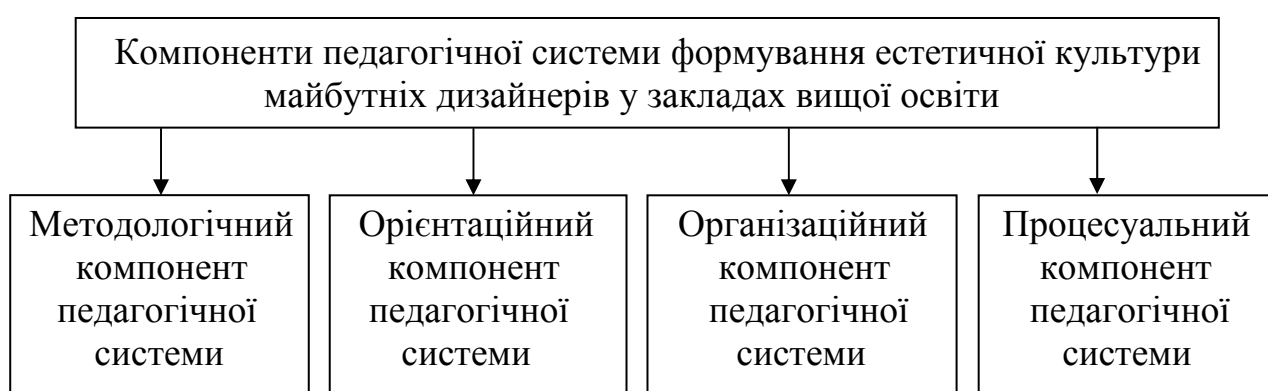 Компоненти педагогічної системи формування естетичної культури
майбутніх дизайнерів у закладах вищої освіти
Методологічний
компонент
педагогічної
системи
Орієнтаційний
компонент
педагогічної
системи
Організаційний
компонент
педагогічної
системи
Процесуальний
компонент
педагогічної
системи